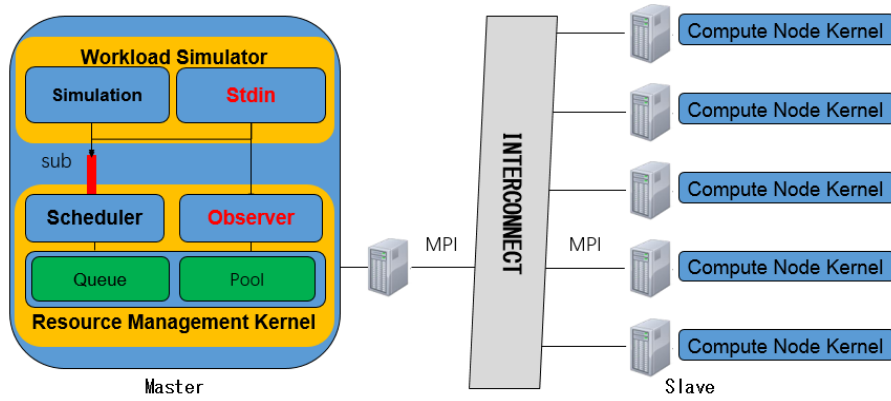 Workload Simulator
Simulation
Stdin
sub
Scheduler
Observer
Queue
Pool
Resource Management Kernel
Master
MPI
INTERCONNECT
MPI
Compute Node Kernel
Compute Node Kernel
Compute Node Kernel
Compute Node Kernel
Compute Node Kernel
Slave